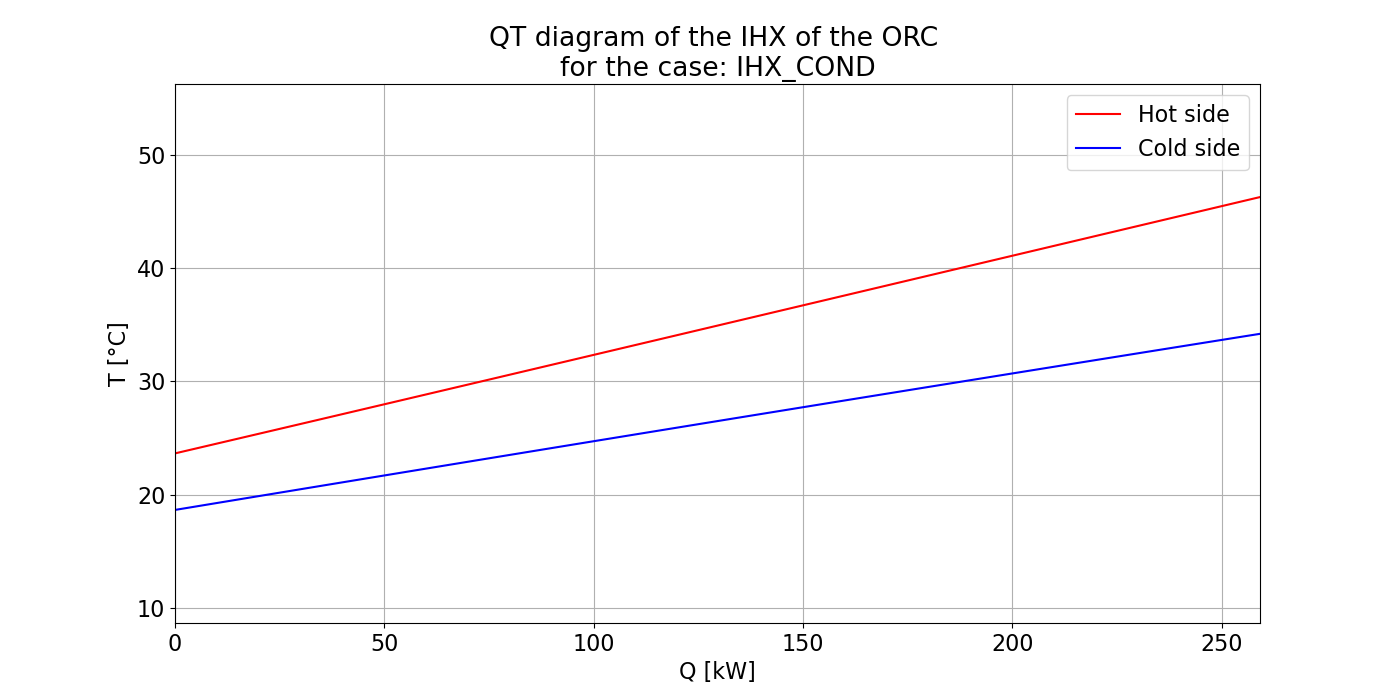 QT diagram of the IHX of the ORC
for the case: IHX_COND
Hot side
Cold side
50
40
30
20
10
T [°C]
0
50
100
150
200
250
Q [kW]